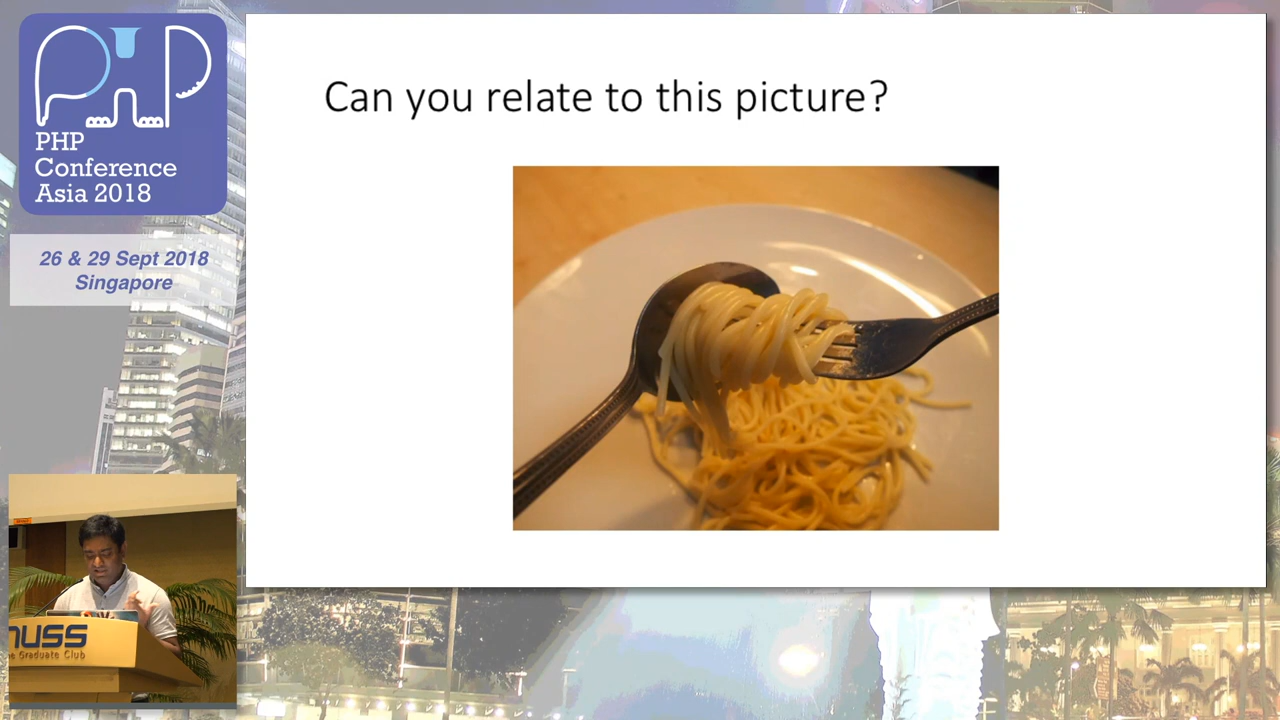 PHP
Conference
Asia 2018
26 & 29 Sept 2018
Singapore
Can you relate to this picture?
nuss
e Graduate Club